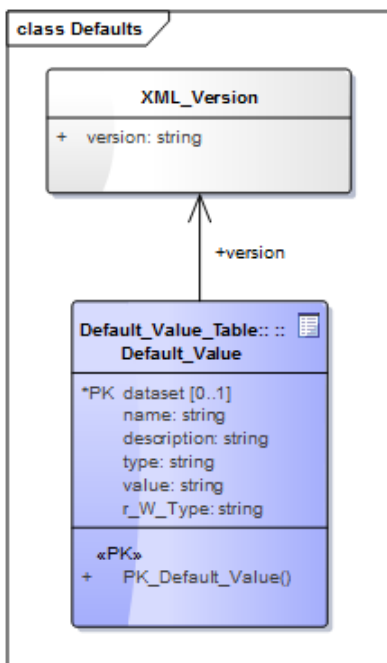 class Defaults
XML_Version
+ version: string
+version
Default_Value_Table:: ::
Default_Value
*PK dataset [0..1]
name: string
description: string
type: string
value: string
r_W_Type: string
«PK»
+ PK_Default_Value()